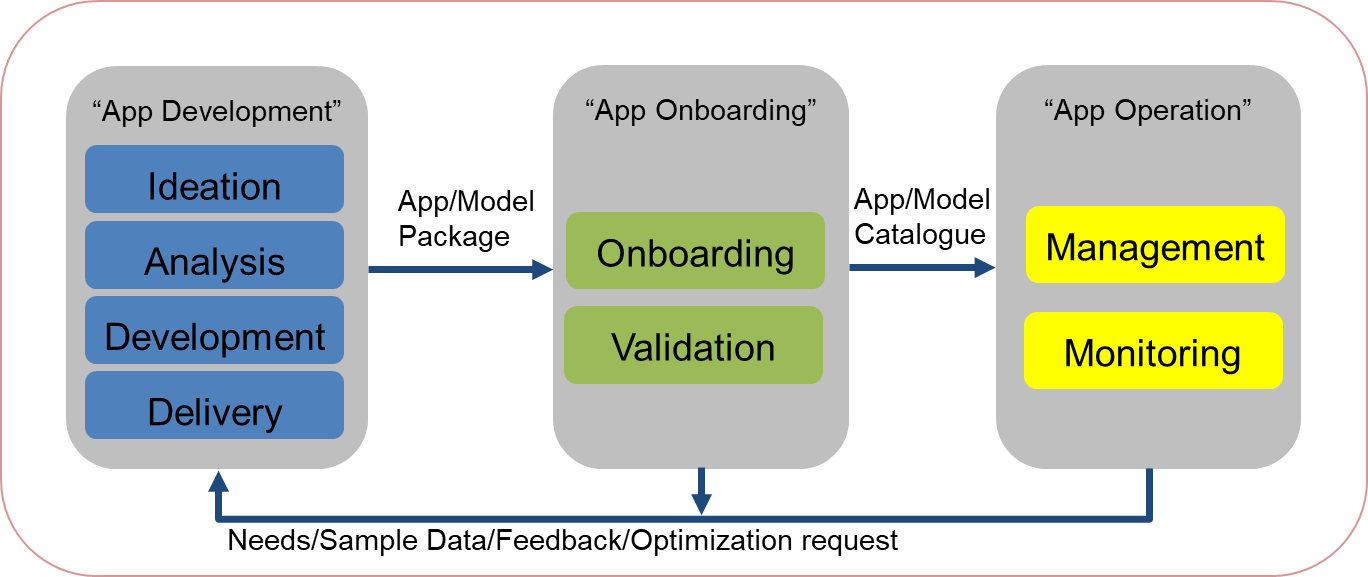 “App Development”
Ideation
Analysis
Development
Delivery
App/Model
Package
“App Onboarding”
Onboarding
Validation
App/Model
Catalogue
“App Operation”
Management
Monitoring
Needs/Sample Data/Feedback/Optimization request